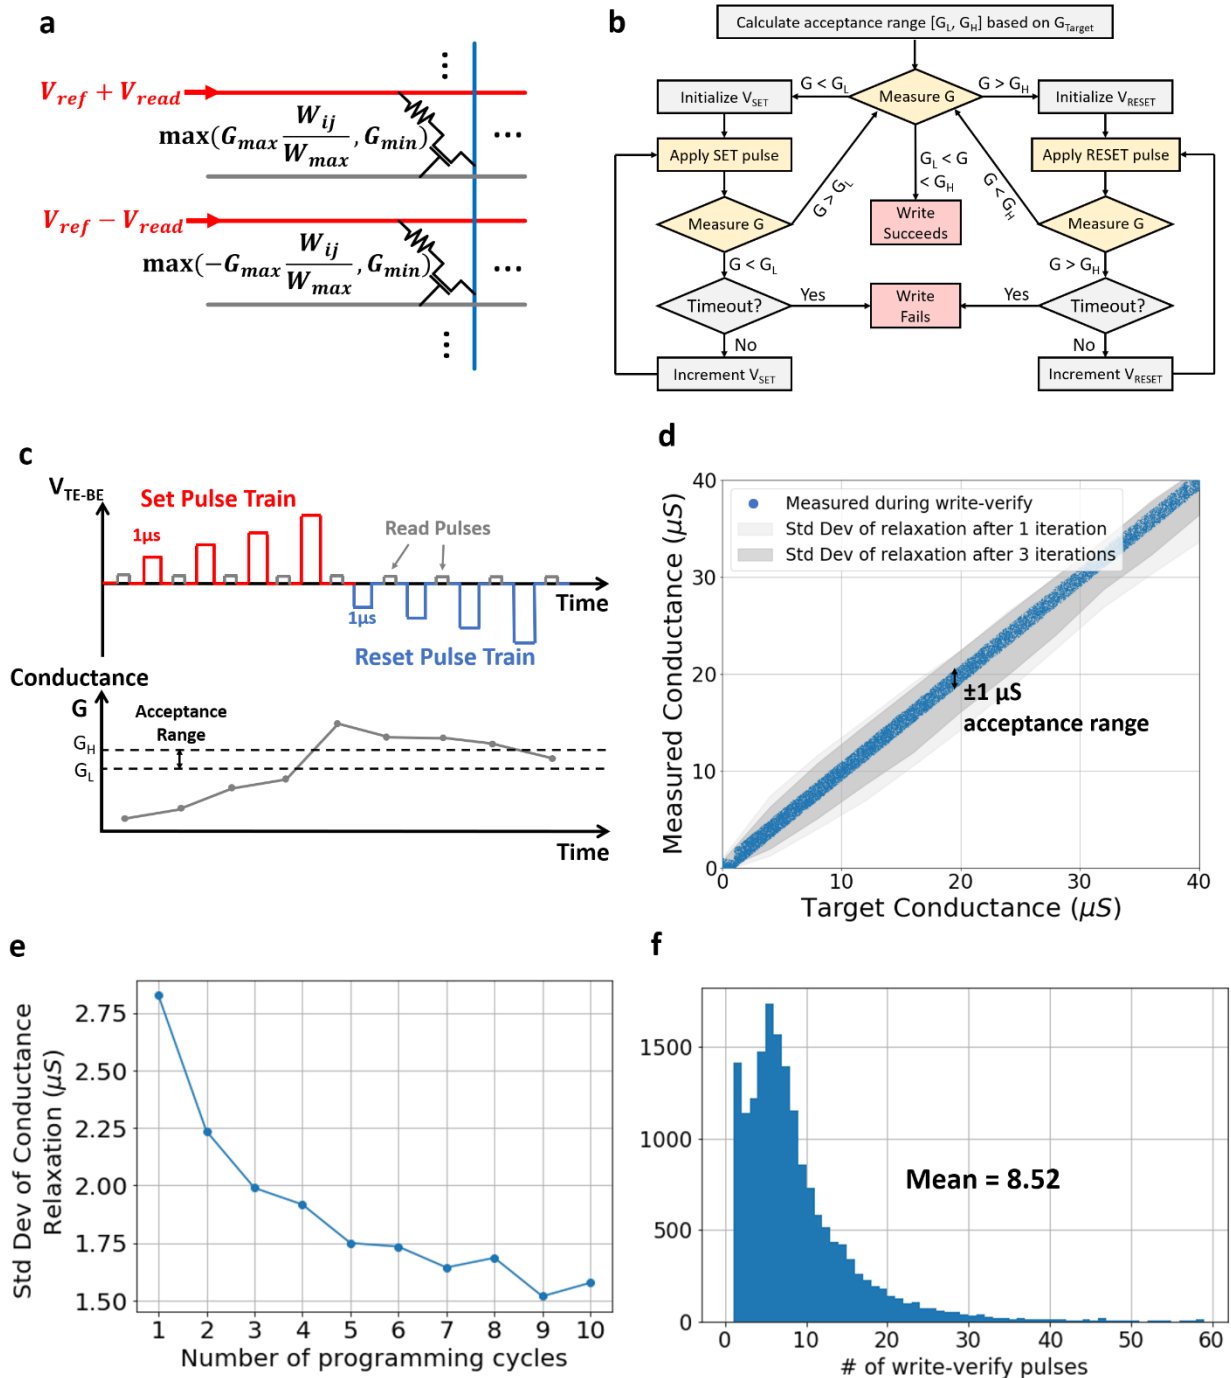 a
V_ref + V_read
max(G_max W_ij/W_max, G_min)
V_ref − V_read
max(−G_max W_ij/W_max, G_min)
b
Calculate acceptance range [G_L, G_H] based on G_Target
Initialize V_SET
G < G_L
Measure G
G > G_H
Initialize V_RESET
Apply SET pulse
G > G_L
G_L < G
< G_H
G < G_H
Apply RESET pulse
Measure G
Write
Succeeds
Measure G
G < G_L
G > G_H
Timeout?
Yes
Write
Fails
Yes
Timeout?
No
No
Increment V_SET
Increment V_RESET
c
V_TE-BE
Set Pulse Train
1μs
Read Pulses
Time
1μs
Reset Pulse Train
Conductance
G
Acceptance
Range
G_H
G_L
Time
d
Measured Conductance (μS)
40
30
20
10
0
Measured during write-verify
Std Dev of relaxation after 1 iteration
Std Dev of relaxation after 3 iterations
±1 μS
acceptance range
0 10 20 30 40
Target Conductance (μS)
e
Std Dev of Conductance
Relaxation (μS)
2.75
2.50
2.25
2.00
1.75
1.50
1 2 3 4 5 6 7 8 9 10
Number of programming cycles
f
1500
1000
500
0
Mean = 8.52
0 10 20 30 40 50 60
# of write-verify pulses